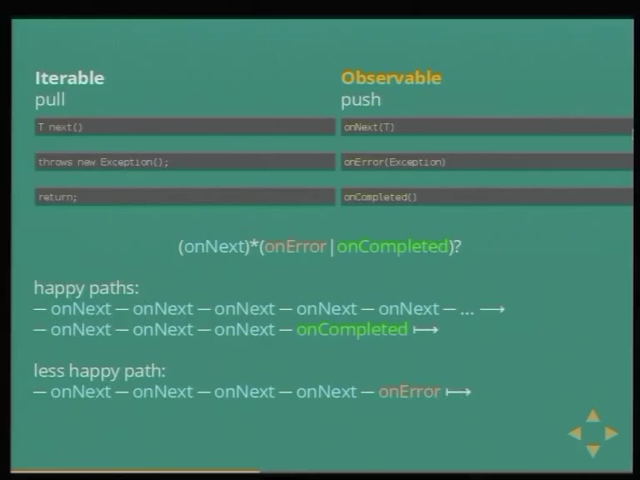 Iterable
Observable
pull
push
T next()
onNext(T)
throws new Exception();
onError(Exception)
return;
onCompleted()
(onNext)*(onError|onCompleted)?
happy paths:
— onNext — onNext — onNext — onNext — onNext — ... ⟶
— onNext — onNext — onNext — onCompleted ⟼
less happy path:
— onNext — onNext — onNext — onNext — onError ⟼